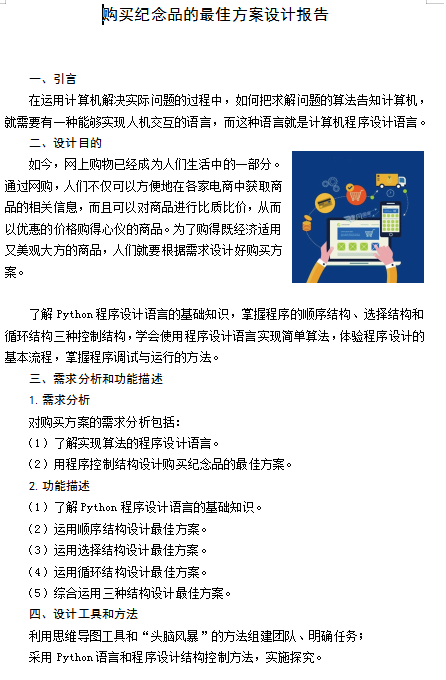 购买纪念品的最佳方案设计报告
一、引言
在运用计算机解决实际问题的过程中，如何把求解问题的算法告知计算机，
就需要有一种能够实现人机交互的语言，而这种语言就是计算机程序设计语言。
二、设计目的
如今，网上购物已经成为人们生活中的一部分。
通过网购，人们不仅可以方便地在各家电商中获取商
品的相关信息，而且可以对商品进行比质比价，从而
以优惠的价格购得心仪的商品。为了购得既经济适用
又美观大方的商品，人们就要根据需求设计好购买方
案。
了解 Python 程序设计语言的基础知识，掌握程序的顺序结构、选择结构和
循环结构三种控制结构，学会使用程序设计语言实现简单算法，体验程序设计的
基本流程，掌握程序调试与运行的方法。
三、需求分析和功能描述
1. 需求分析
对购买方案的需求分析包括：
（1）了解实现算法的程序设计语言。
（2）用程序控制结构设计购买纪念品的最佳方案。
2. 功能描述
（1）了解 Python 程序设计语言的基础知识。
（2）运用顺序结构设计最佳方案。
（3）运用选择结构设计最佳方案。
（4）运用循环结构设计最佳方案。
（5）综合运用三种结构设计最佳方案。
四、设计工具和方法
利用思维导图工具和“头脑风暴”的方法组建团队、明确任务；
采用 Python 语言和程序设计结构控制方法，实施探究。